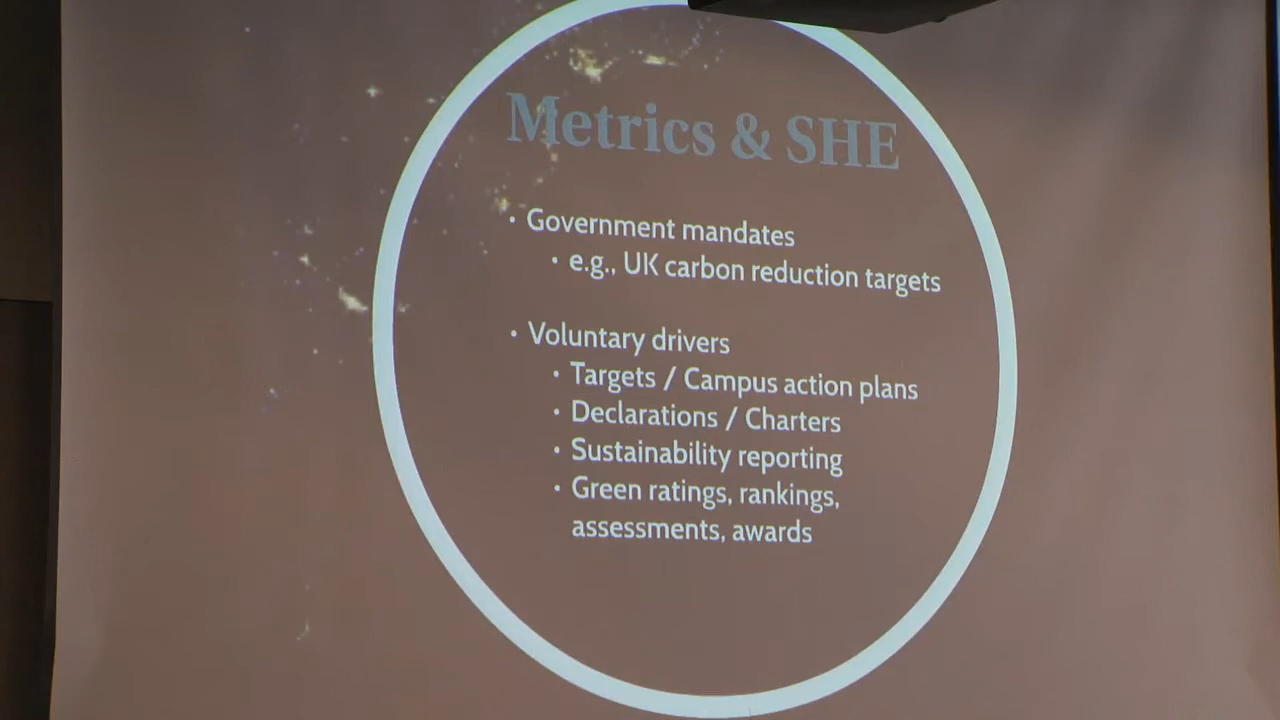 Metrics & SHE
• Government mandates
• e.g., UK carbon reduction targets
• Voluntary drivers
• Targets / Campus action plans
• Declarations / Charters
• Sustainability reporting
• Green ratings, rankings,
assessments, awards